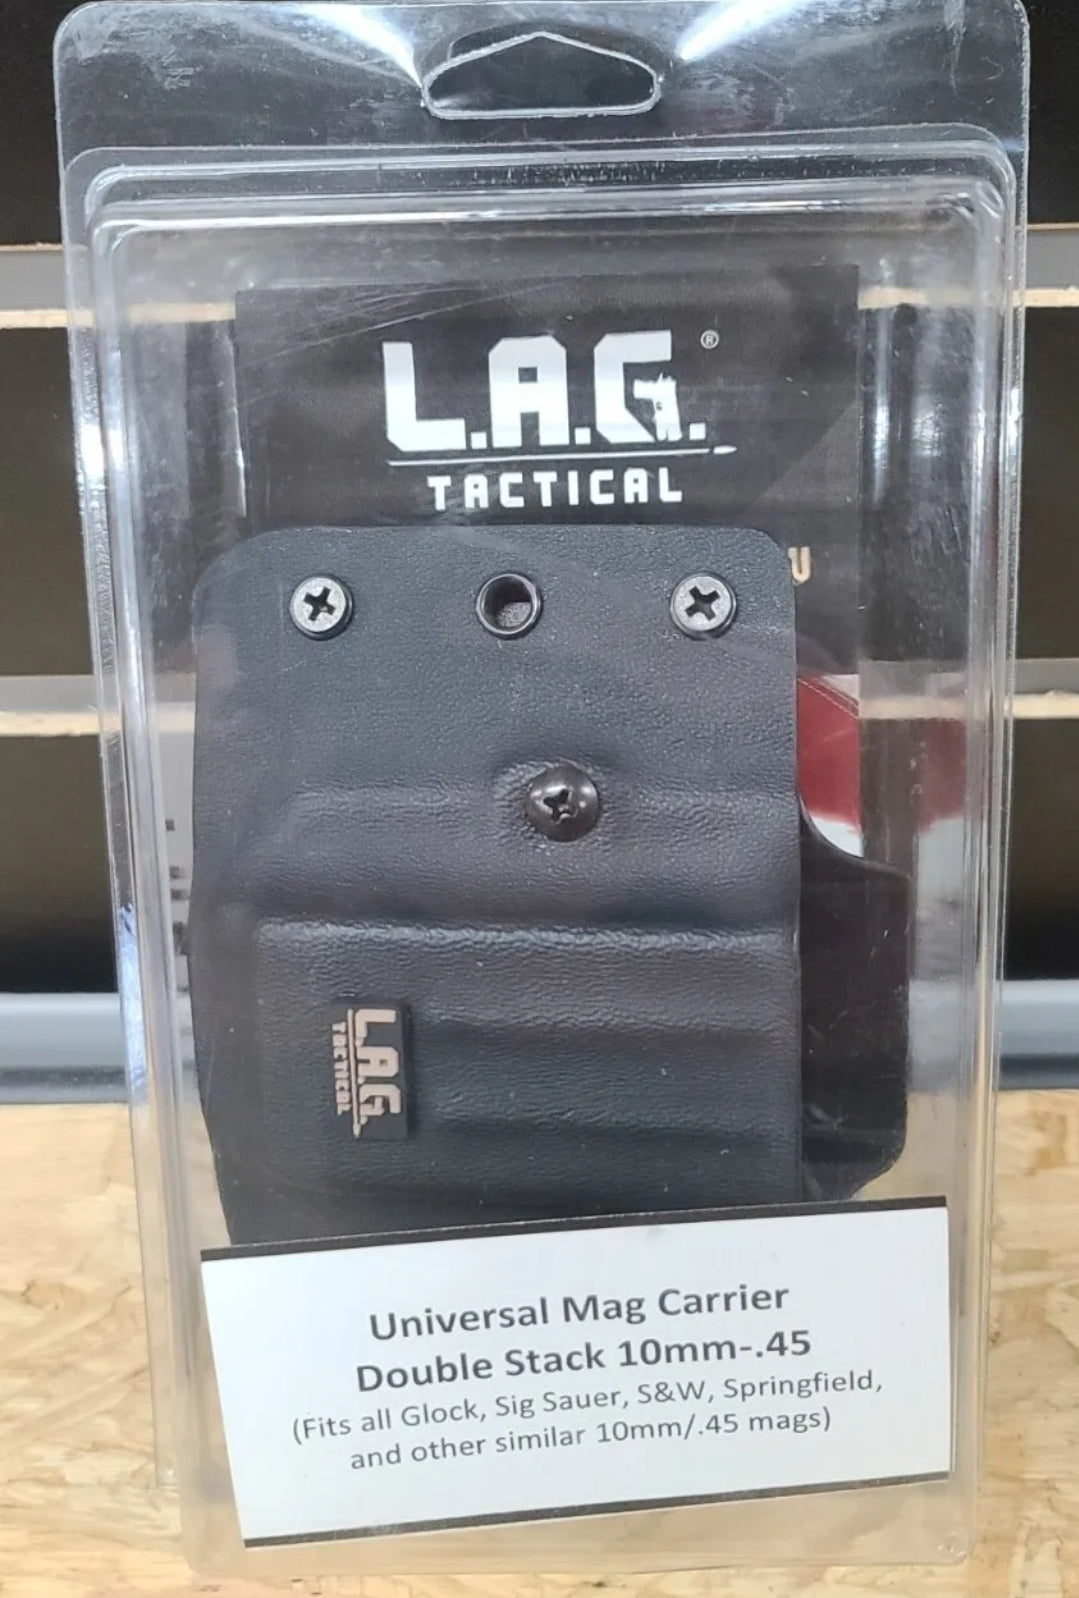 L.A.G.®
TACTICAL
U
L.A.G.
TACTICAL
Universal Mag Carrier
Double Stack 10mm-.45
(Fits all Glock, Sig Sauer, S&W, Springfield,
and other similar 10mm/.45 mags)